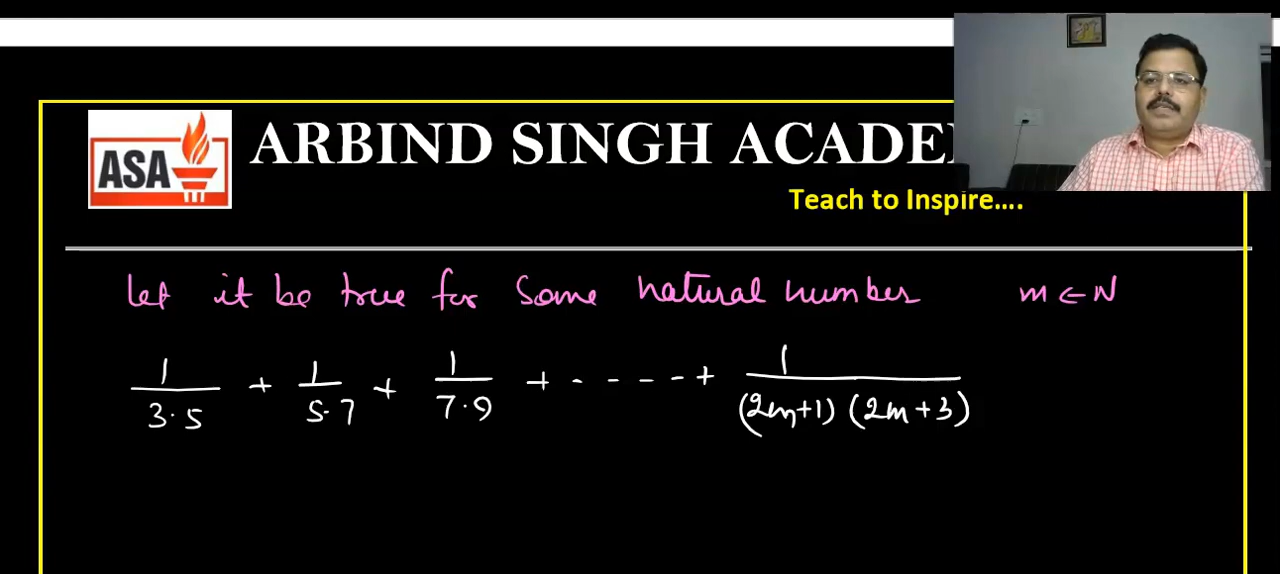 ASA
ARBIND SINGH ACADE
Teach to Inspire....
let it be true for some natural number m ∈ N
1/(3·5) + 1/(5·7) + 1/(7·9) + - - - - - + 1/((2m+1)(2m+3))